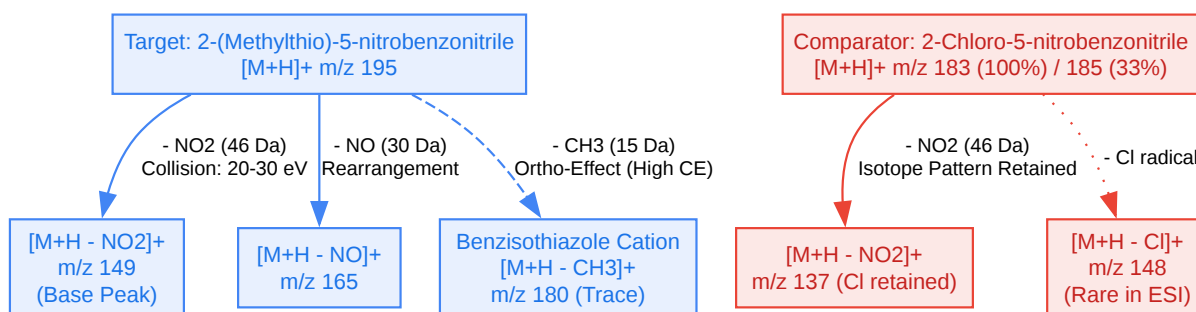 Target: 2-(Methylthio)-5-nitrobenzonitrile
[M+H]+ m/z 195
Comparator: 2-Chloro-5-nitrobenzonitrile
[M+H]+ m/z 183 (100%) / 185 (33%)
- NO2 (46 Da)
Collision: 20-30 eV
- NO (30 Da)
Rearrangement
- CH3 (15 Da)
Ortho-Effect (High CE)
- NO2 (46 Da)
Isotope Pattern Retained
- Cl radical
[M+H - NO2]+
m/z 149
(Base Peak)
[M+H - NO]+
m/z 165
Benzisothiazole Cation
[M+H - CH3]+
m/z 180 (Trace)
[M+H - NO2]+
m/z 137 (Cl retained)
[M+H - Cl]+
m/z 148
(Rare in ESI)